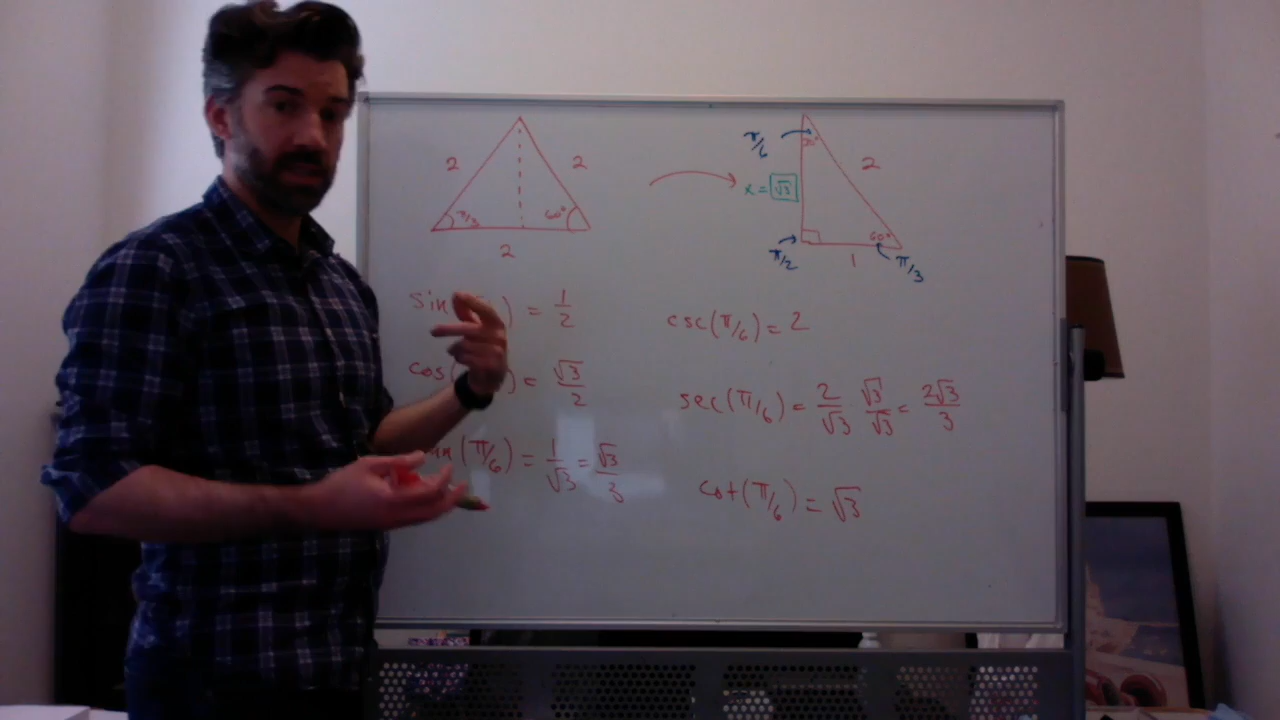 2 2
π/3 60°
2
π/6 30° 2
x = √3
60°
π/2 1 π/3
sin( ) = 1/2
cos( ) = √3/2
(π/6) = 1/√3 = √3/3
csc(π/6) = 2
sec(π/6) = 2/√3 · √3/√3 = 2√3/3
cot(π/6) = √3